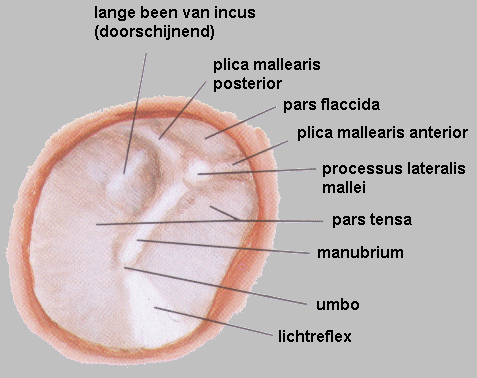 lange been van incus
(doorschijnend)
plica mallearis
posterior
pars flaccida
plica mallearis anterior
processus lateralis
mallei
pars tensa
manubrium
umbo
lichtreflex